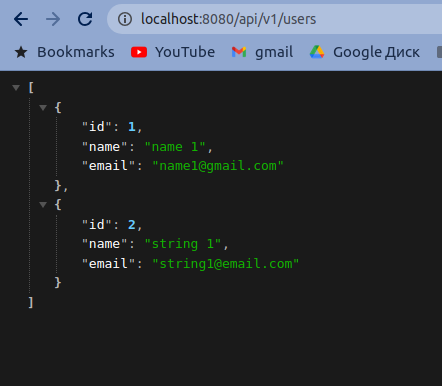 localhost:8080/api/v1/users
Bookmarks YouTube gmail Google Диск
[
{
"id": 1,
"name": "name 1",
"email": "name1@gmail.com"
},
{
"id": 2,
"name": "string 1",
"email": "string1@email.com"
}
]